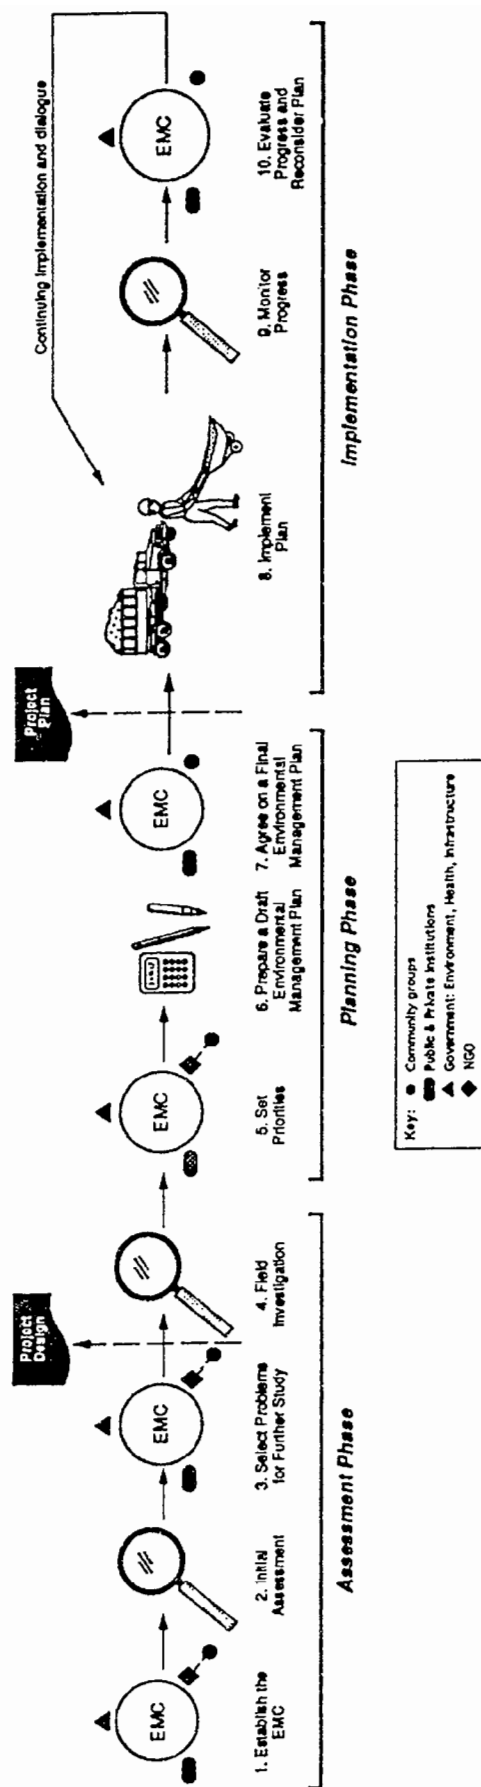 Project
Design
Project
Plan
Continuing Implementation and dialogue
EMC
EMC
EMC
EMC
EMC
1. Establish the
EMC
2. Initial
Assessment
3. Select Problems
for Further Study
4. Field
Investigation
5. Set
Priorities
6. Prepare a Draft
Environmental
Management Plan
7. Agree on a Final
Environmental
Management Plan
8. Implement
Plan
9. Monitor
Progress
10. Evaluate
Progress and
Reconsider Plan
Assessment Phase
Planning Phase
Implementation Phase
Key:
Community groups
Public & Private Institutions
Government: Environment, Health, Infrastructure
NGO